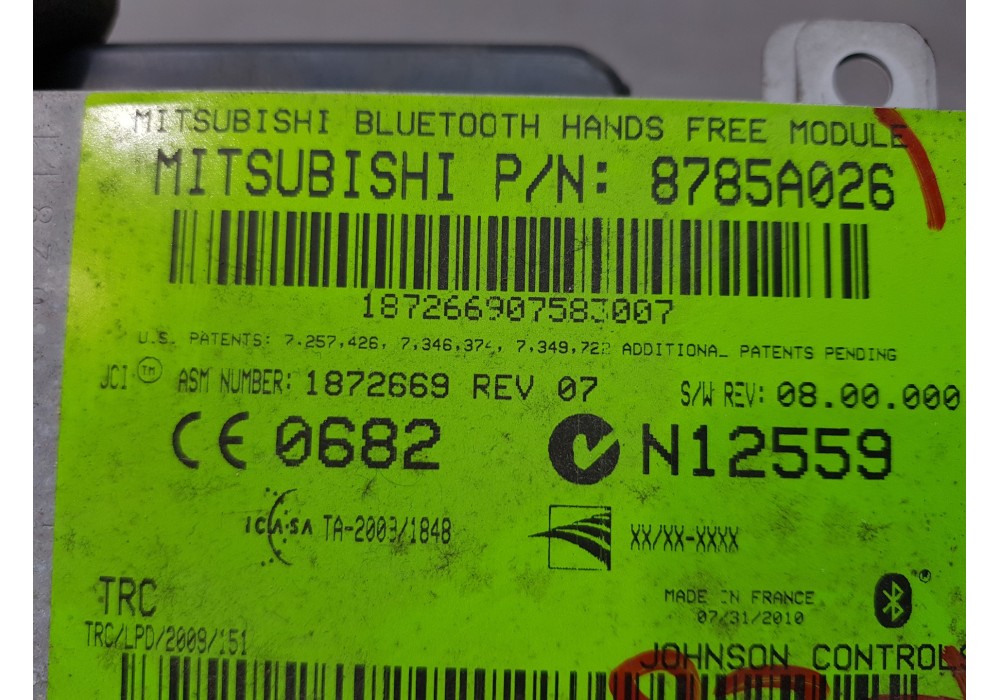 MITSUBISHI BLUETOOTH HANDS FREE MODULE
MITSUBISHI P/N: 8785A026
187266907583007
U.S. PATENTS: 7,257,426, 7,346,374, 7,349,722 ADDITIONAL PATENTS PENDING
JCI ™ ASM NUMBER: 1872669 REV 07 S/W REV: 08.00.000
CE 0682 N12559
ICASA TA-2009/1848 XX/XX-XXXX
TRC
TRC/LPD/2009/151
MADE IN FRANCE
07/31/2010
JOHNSON CONTROLS